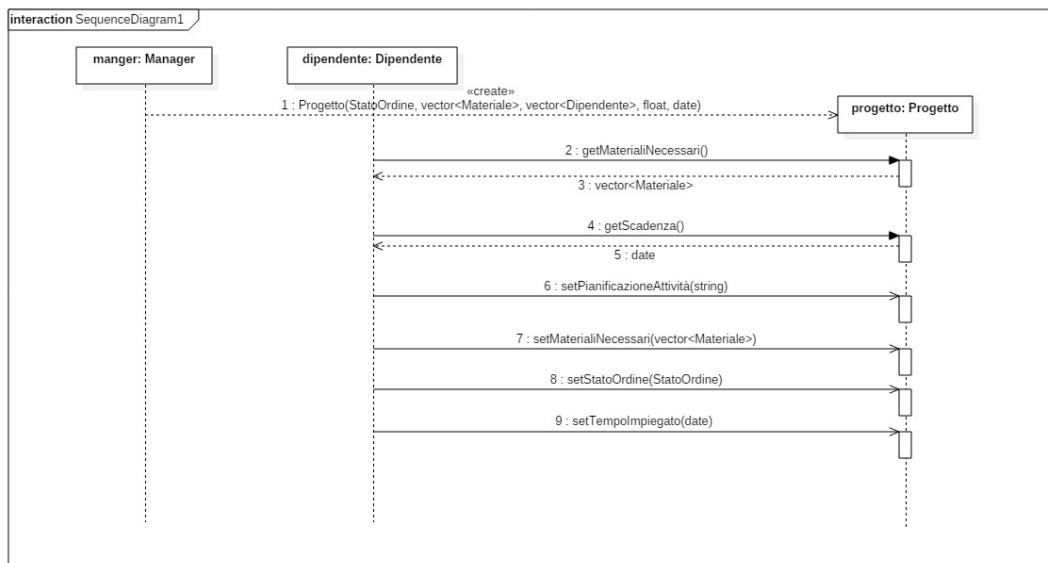 interaction SequenceDiagram1
manger: Manager
dipendente: Dipendente
«create»
1 : Progetto(StatoOrdine, vector<Materiale>, vector<Dipendente>, float, date)
progetto: Progetto
2 : getMaterialiNecessari()
3 : vector<Materiale>
4 : getScadenza()
5 : date
6 : setPianificazioneAttività(string)
7 : setMaterialiNecessari(vector<Materiale>)
8 : setStatoOrdine(StatoOrdine)
9 : setTempoImpiegato(date)